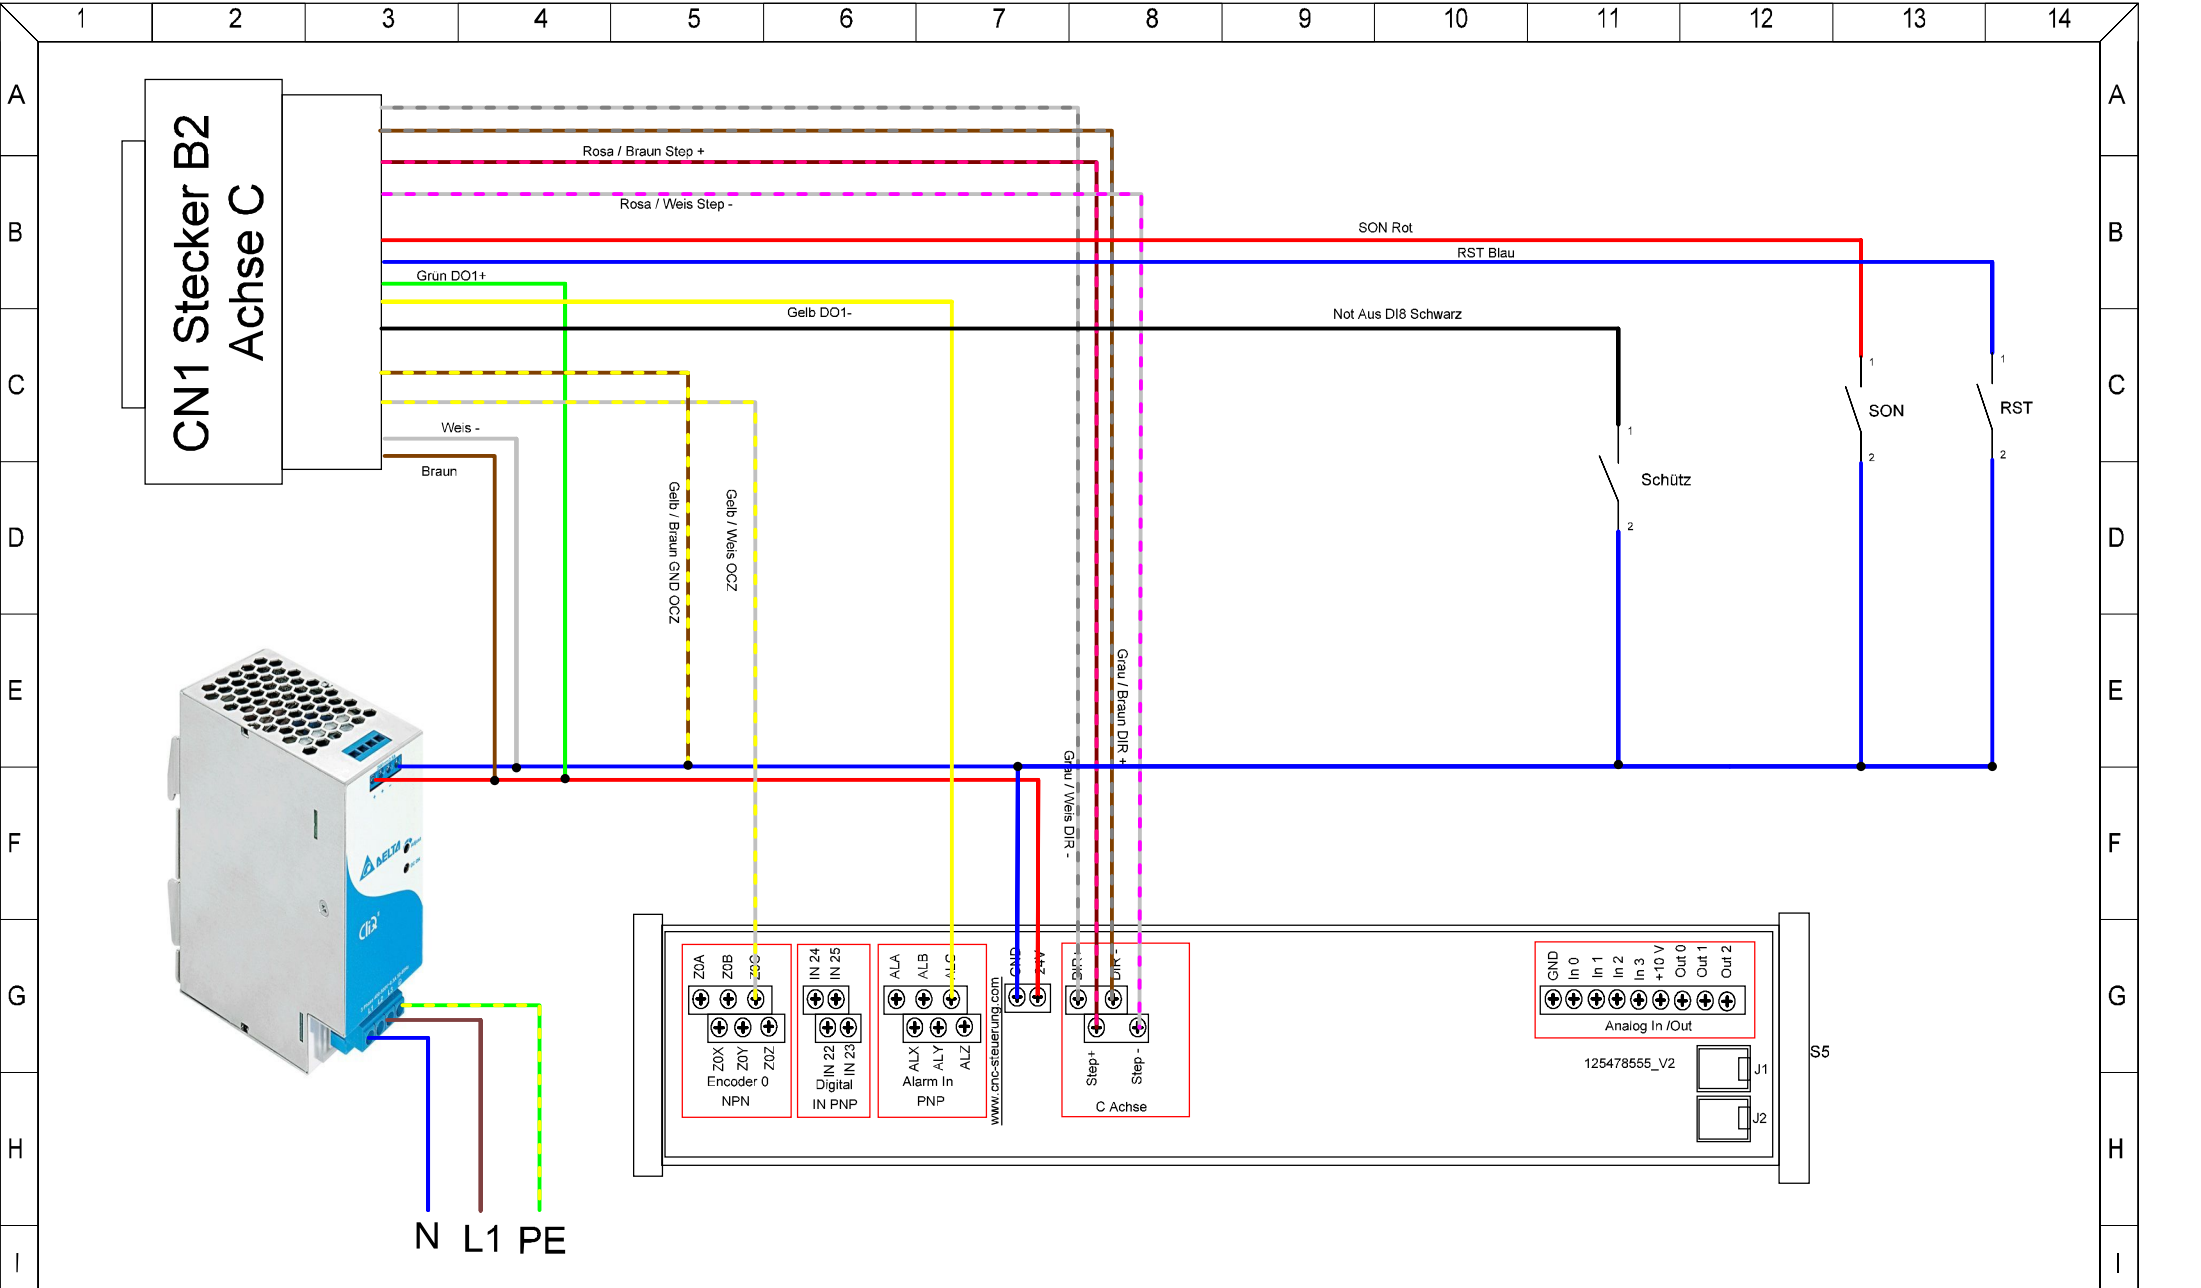 1 2 3 4 5 6 7 8 9 10 11 12 13 14
A A
B B
C C
D D
E E
F F
G G
H H
I I
CN1 Stecker B2
Achse C
Rosa / Braun Step +
Rosa / Weis Step -
SON Rot
RST Blau
Grün DO1+
Gelb DO1-
Not Aus DI8 Schwarz
Weis -
Braun
Gelb / Braun GND OCZ
Gelb / Weis OCZ
Grau / Braun DIR +
Grau / Weis DIR -
1
SON
2
1
RST
2
1
Schütz
2
DELTA
CliQ
N L1 PE
Z0A Z0B Z0C
Z0X Z0Y Z0Z
Encoder 0
NPN
IN 24 IN 25
IN 22 IN 23
Digital
IN PNP
ALA ALB ALC
ALX ALY ALZ
Alarm In
PNP
www.cnc-steuerung.com
GND 24V
DIR+ DIR -
Step+ Step -
C Achse
GND In 0 In 1 In 2 In 3 +10 V Out 0 Out 1 Out 2
Analog In /Out
125478555_V2
J1
J2
S5